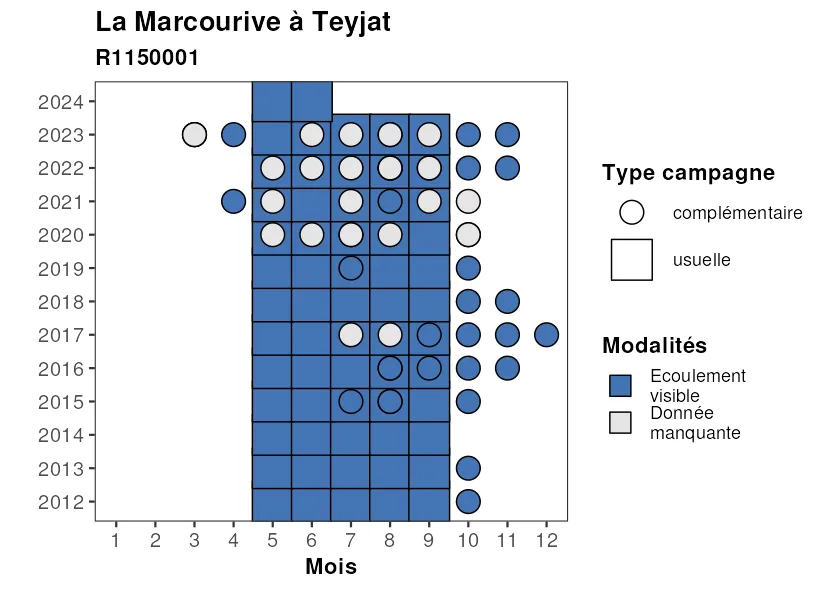 La Marcourive à Teyjat
R1150001
2024
2023
2022
2021
2020
2019
2018
2017
2016
2015
2014
2013
2012
1 2 3 4 5 6 7 8 9 10 11 12
Mois
Type campagne
complémentaire
usuelle
Modalités
Ecoulement
visible
Donnée
manquante